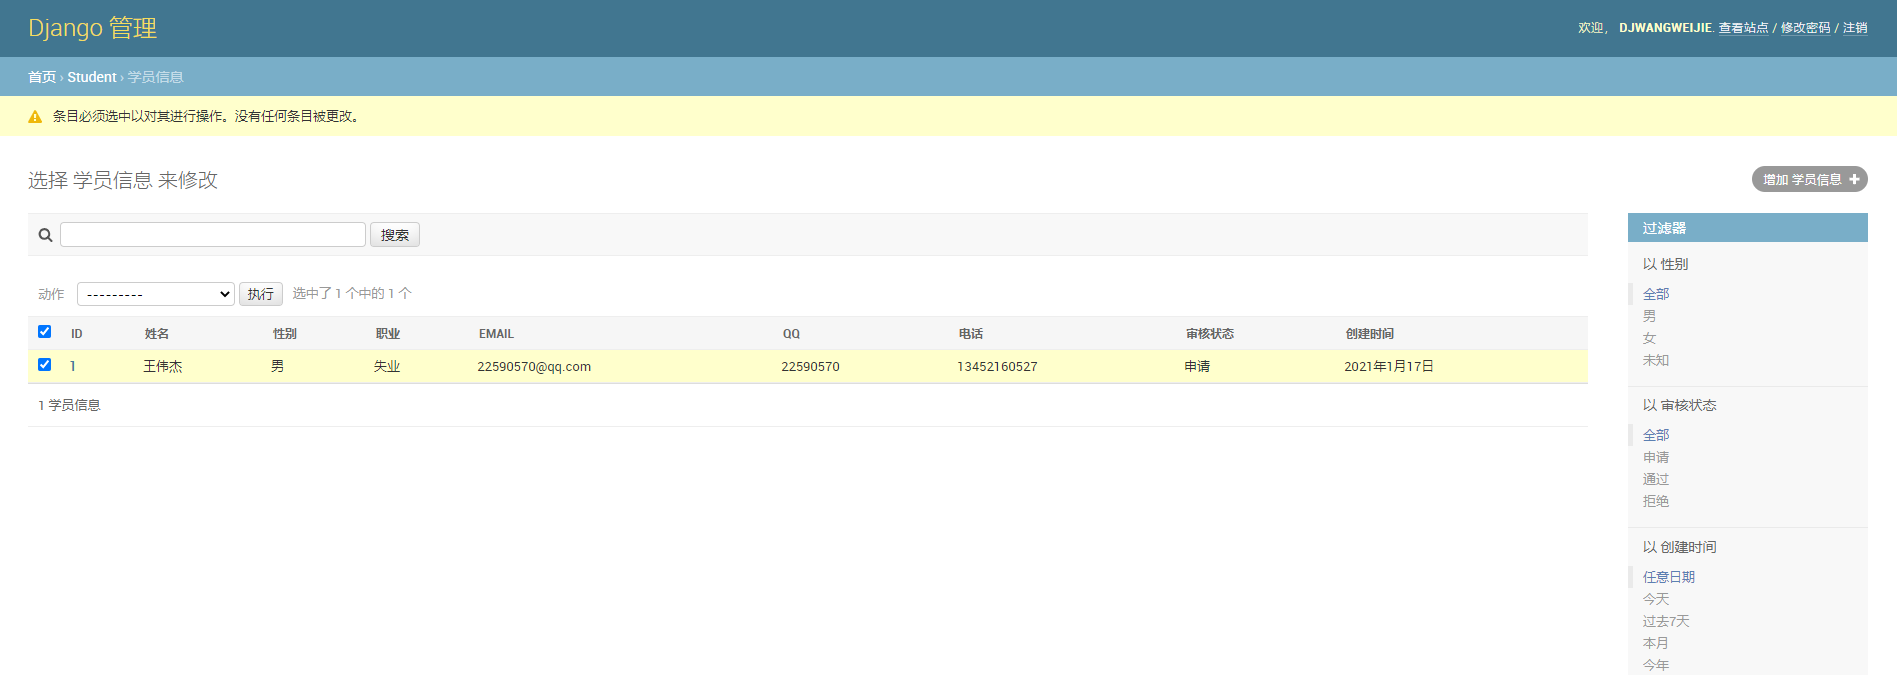 Django 管理
欢迎， DJWANGWEIJIE. 查看站点 / 修改密码 / 注销
首页 › Student › 学员信息
条目必须选中以对其进行操作。没有任何条目被更改。
选择 学员信息 来修改
增加 学员信息
搜索
动作 --------- 执行 选中了 1 个中的 1 个
ID 姓名 性别 职业 EMAIL QQ 电话 审核状态 创建时间
1 王伟杰 男 失业 22590570@qq.com 22590570 13452160527 申请 2021年1月17日
1 学员信息
过滤器
以 性别
全部
男
女
未知
以 审核状态
全部
申请
通过
拒绝
以 创建时间
任意日期
今天
过去7天
本月
今年